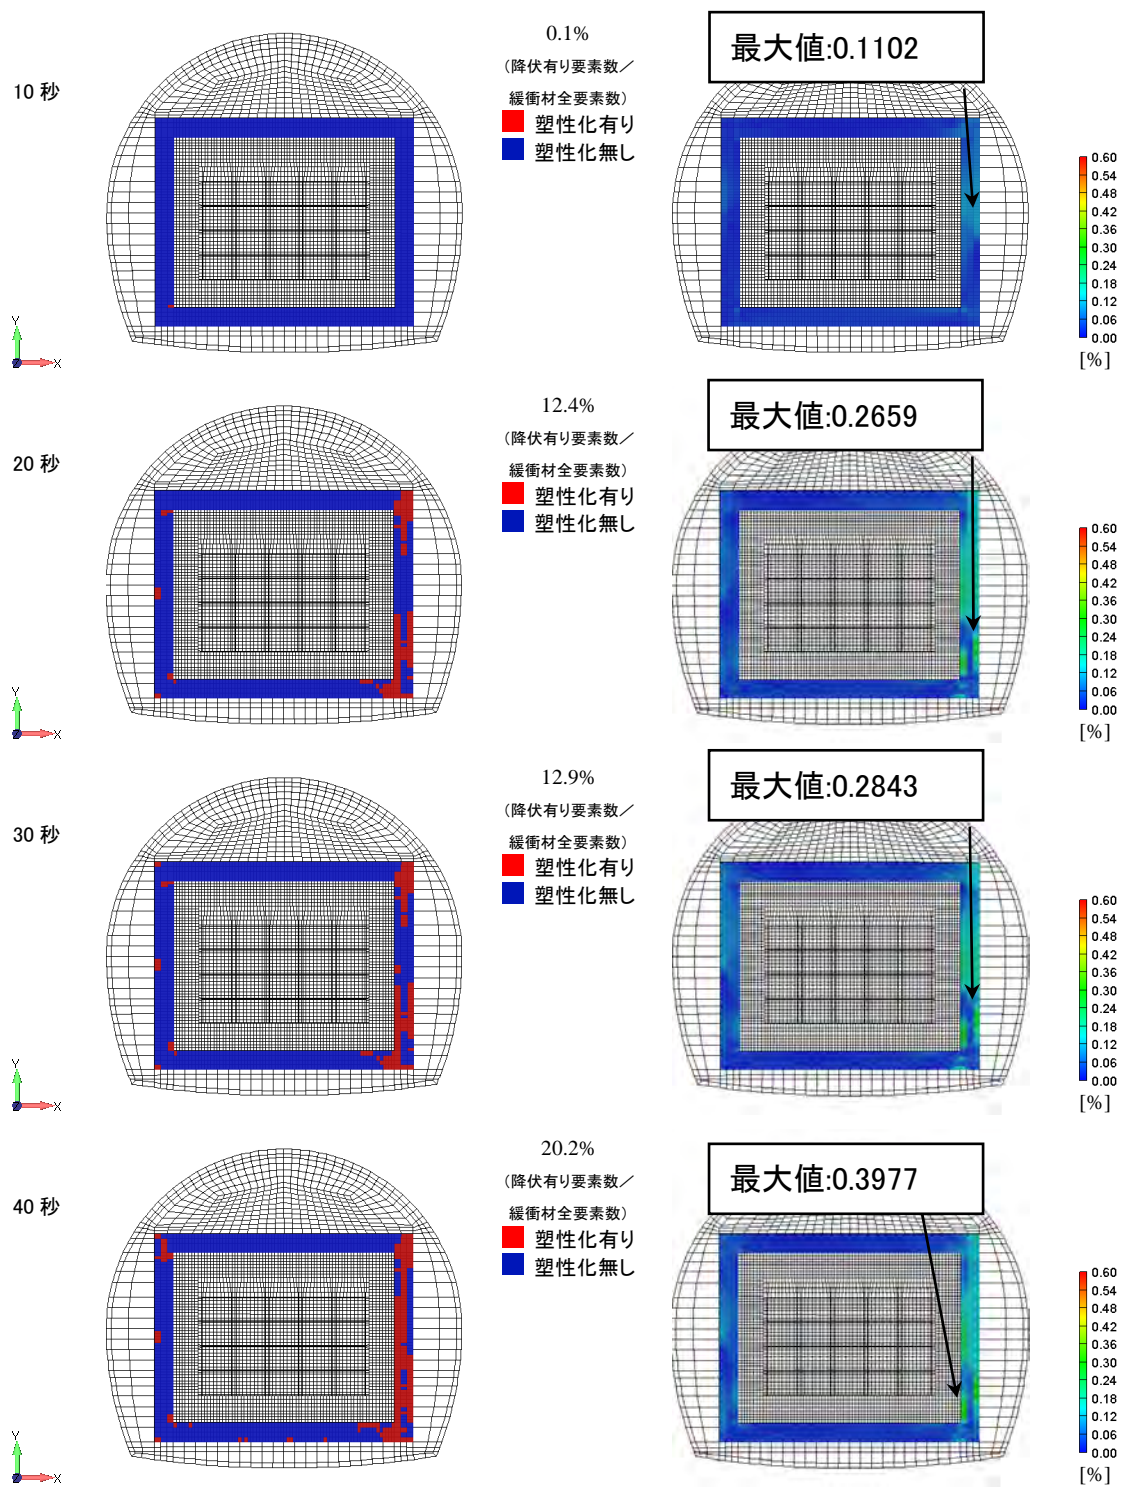 10 秒
0.1%
(降伏有り要素数/
緩衝材全要素数)
塑性化有り
塑性化無し
最大値:0.1102
0.60
0.54
0.48
0.42
0.36
0.30
0.24
0.18
0.12
0.06
0.00
[%]
Y
Z
X
20 秒
12.4%
(降伏有り要素数/
緩衝材全要素数)
塑性化有り
塑性化無し
最大値:0.2659
0.60
0.54
0.48
0.42
0.36
0.30
0.24
0.18
0.12
0.06
0.00
[%]
Y
Z
X
30 秒
12.9%
(降伏有り要素数/
緩衝材全要素数)
塑性化有り
塑性化無し
最大値:0.2843
0.60
0.54
0.48
0.42
0.36
0.30
0.24
0.18
0.12
0.06
0.00
[%]
Y
Z
X
40 秒
20.2%
(降伏有り要素数/
緩衝材全要素数)
塑性化有り
塑性化無し
最大値:0.3977
0.60
0.54
0.48
0.42
0.36
0.30
0.24
0.18
0.12
0.06
0.00
[%]
Y
Z
X